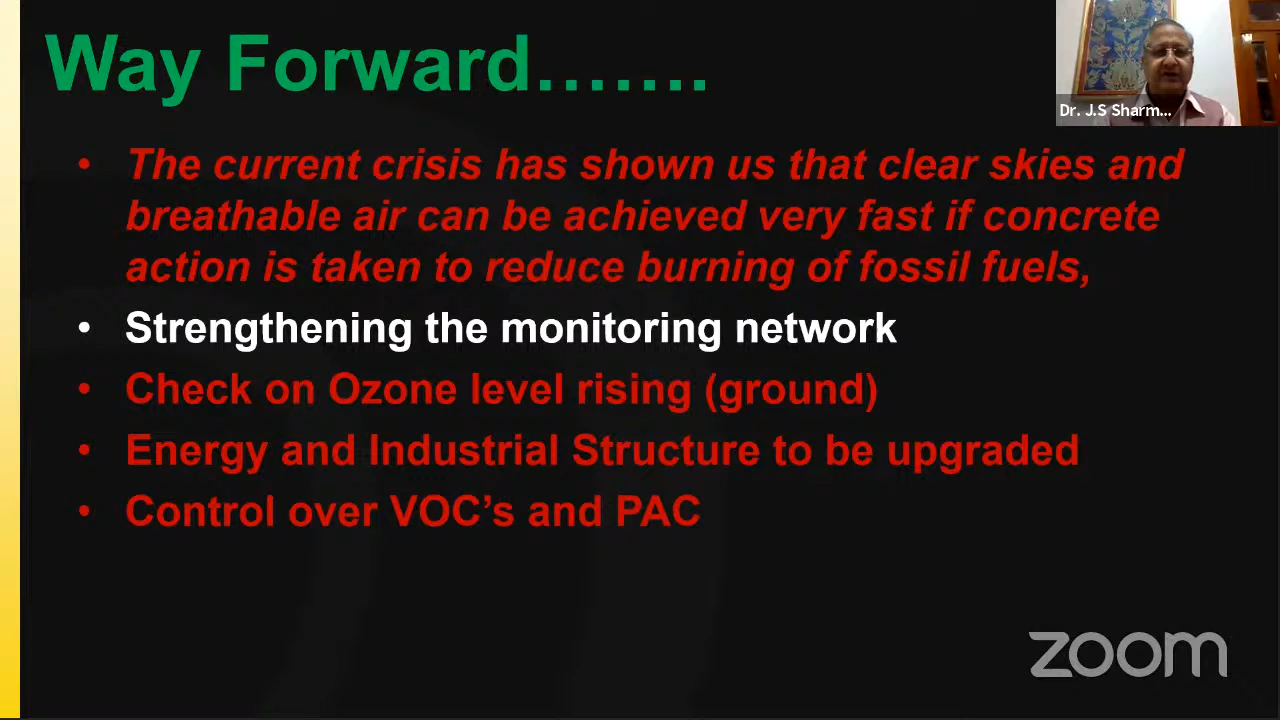 Way Forward…….
Dr. J.S Sharm...
• The current crisis has shown us that clear skies and
breathable air can be achieved very fast if concrete
action is taken to reduce burning of fossil fuels,
• Strengthening the monitoring network
• Check on Ozone level rising (ground)
• Energy and Industrial Structure to be upgraded
• Control over VOC’s and PAC
zoom